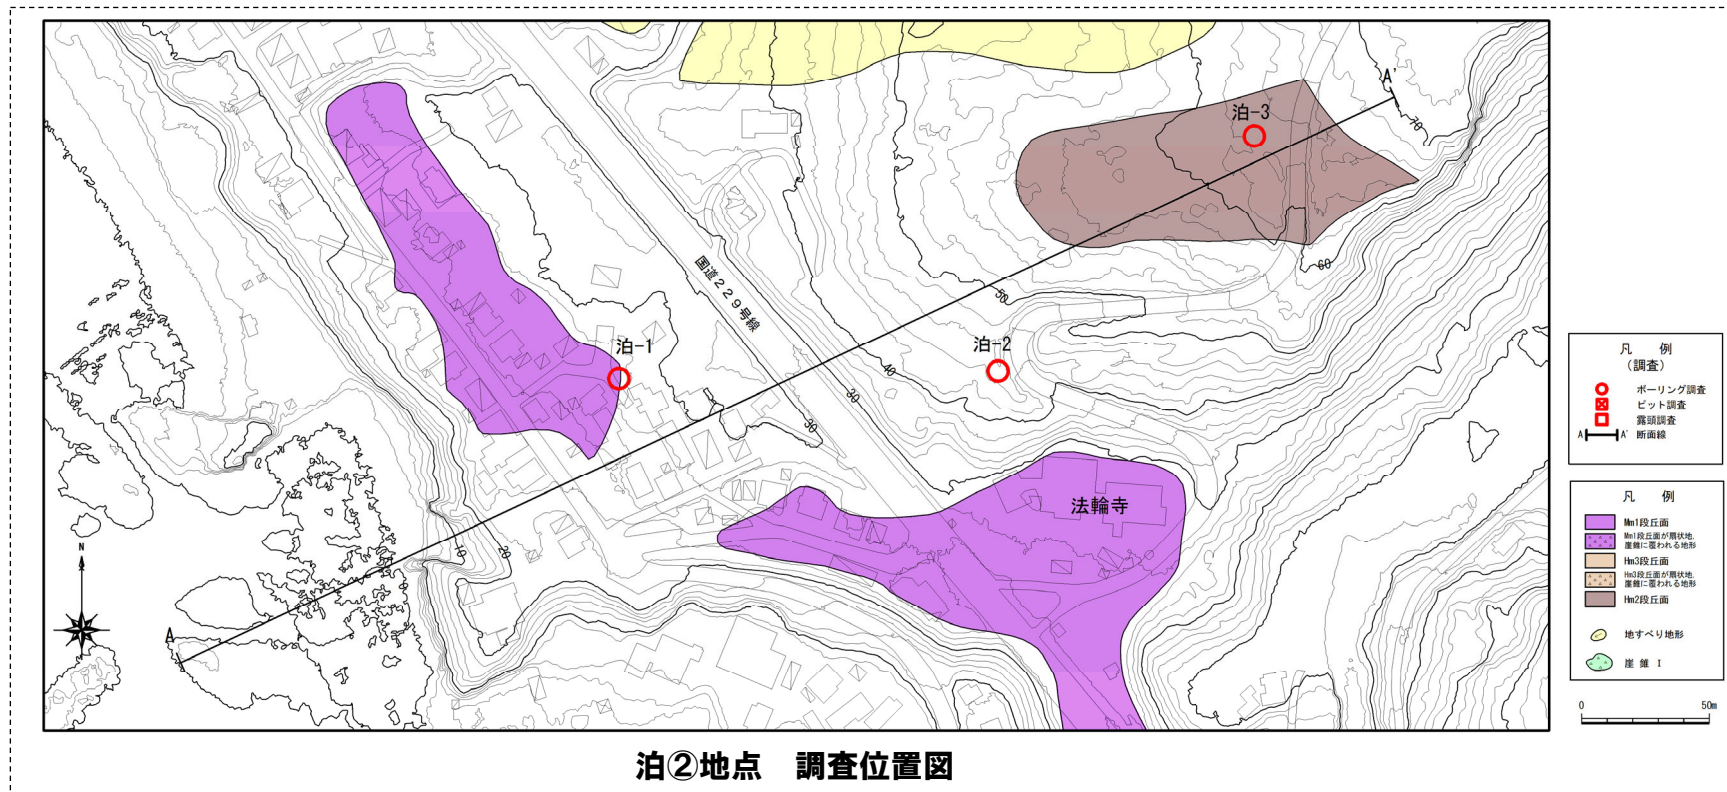 A'
泊-3
70
60
国道229号線
50
泊-1
泊-2
40
30
30
法輪寺
10
20
N
A
凡 例
(調査)
ボーリング調査
ピット調査
露頭調査
A A' 断面線
凡 例
Mm1段丘面
Mm1段丘面が扇状地,
崖錐に覆われる地形
Hm3段丘面
Hm3段丘面が扇状地,
崖錐に覆われる地形
Hm2段丘面
地すべり地形
崖錐 I
0 50m
泊②地点 調査位置図